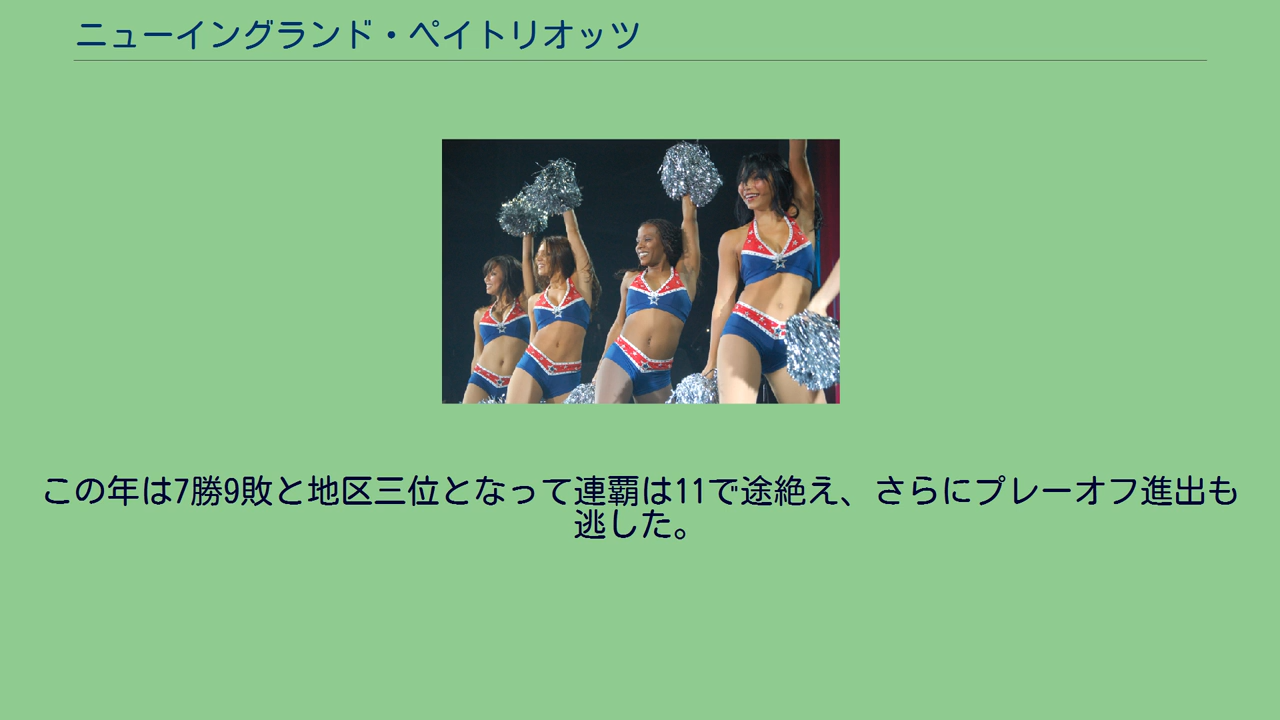 ニューイングランド・ペイトリオッツ
この年は7勝9敗と地区三位となって連覇は11で途絶え、さらにプレーオフ進出も
逃した。